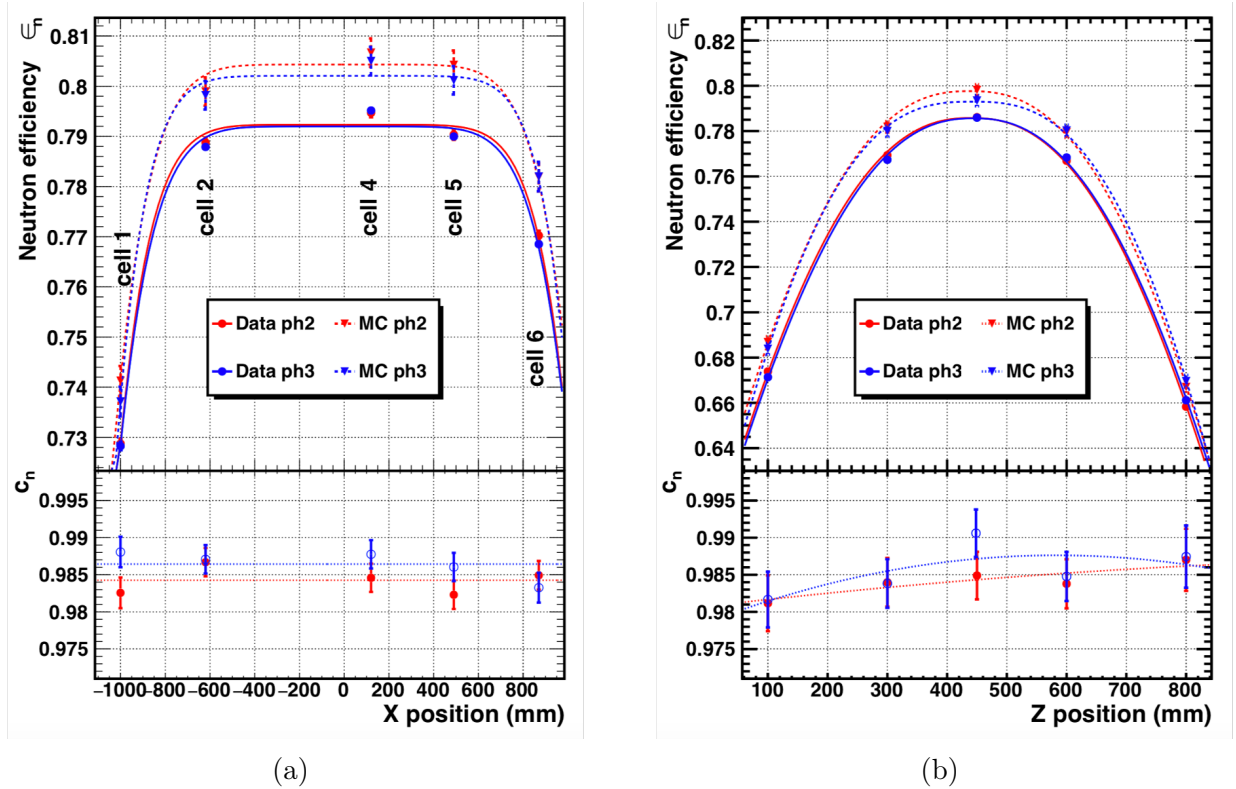 Neutron efficiency ∈n
0.81
0.8
0.79
0.78
0.77
0.76
0.75
0.74
0.73
cell 1
cell 2
cell 4
cell 5
cell 6
Data ph2
MC ph2
Data ph3
MC ph3
cn
0.995
0.99
0.985
0.98
0.975
−1000 −800 −600 −400 −200 0 200 400 600 800
X position (mm)
(a)
Neutron efficiency ∈n
0.82
0.8
0.78
0.76
0.74
0.72
0.7
0.68
0.66
0.64
Data ph2
MC ph2
Data ph3
MC ph3
cn
0.995
0.99
0.985
0.98
0.975
100 200 300 400 500 600 700 800
Z position (mm)
(b)